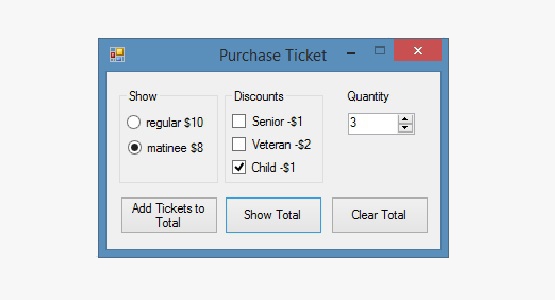 Purchase Ticket
Show
Discounts
Quantity
regular $10
Senior -$1
3
matinee $8
Veteran -$2
Child -$1
Add Tickets to
Total
Show Total
Clear Total